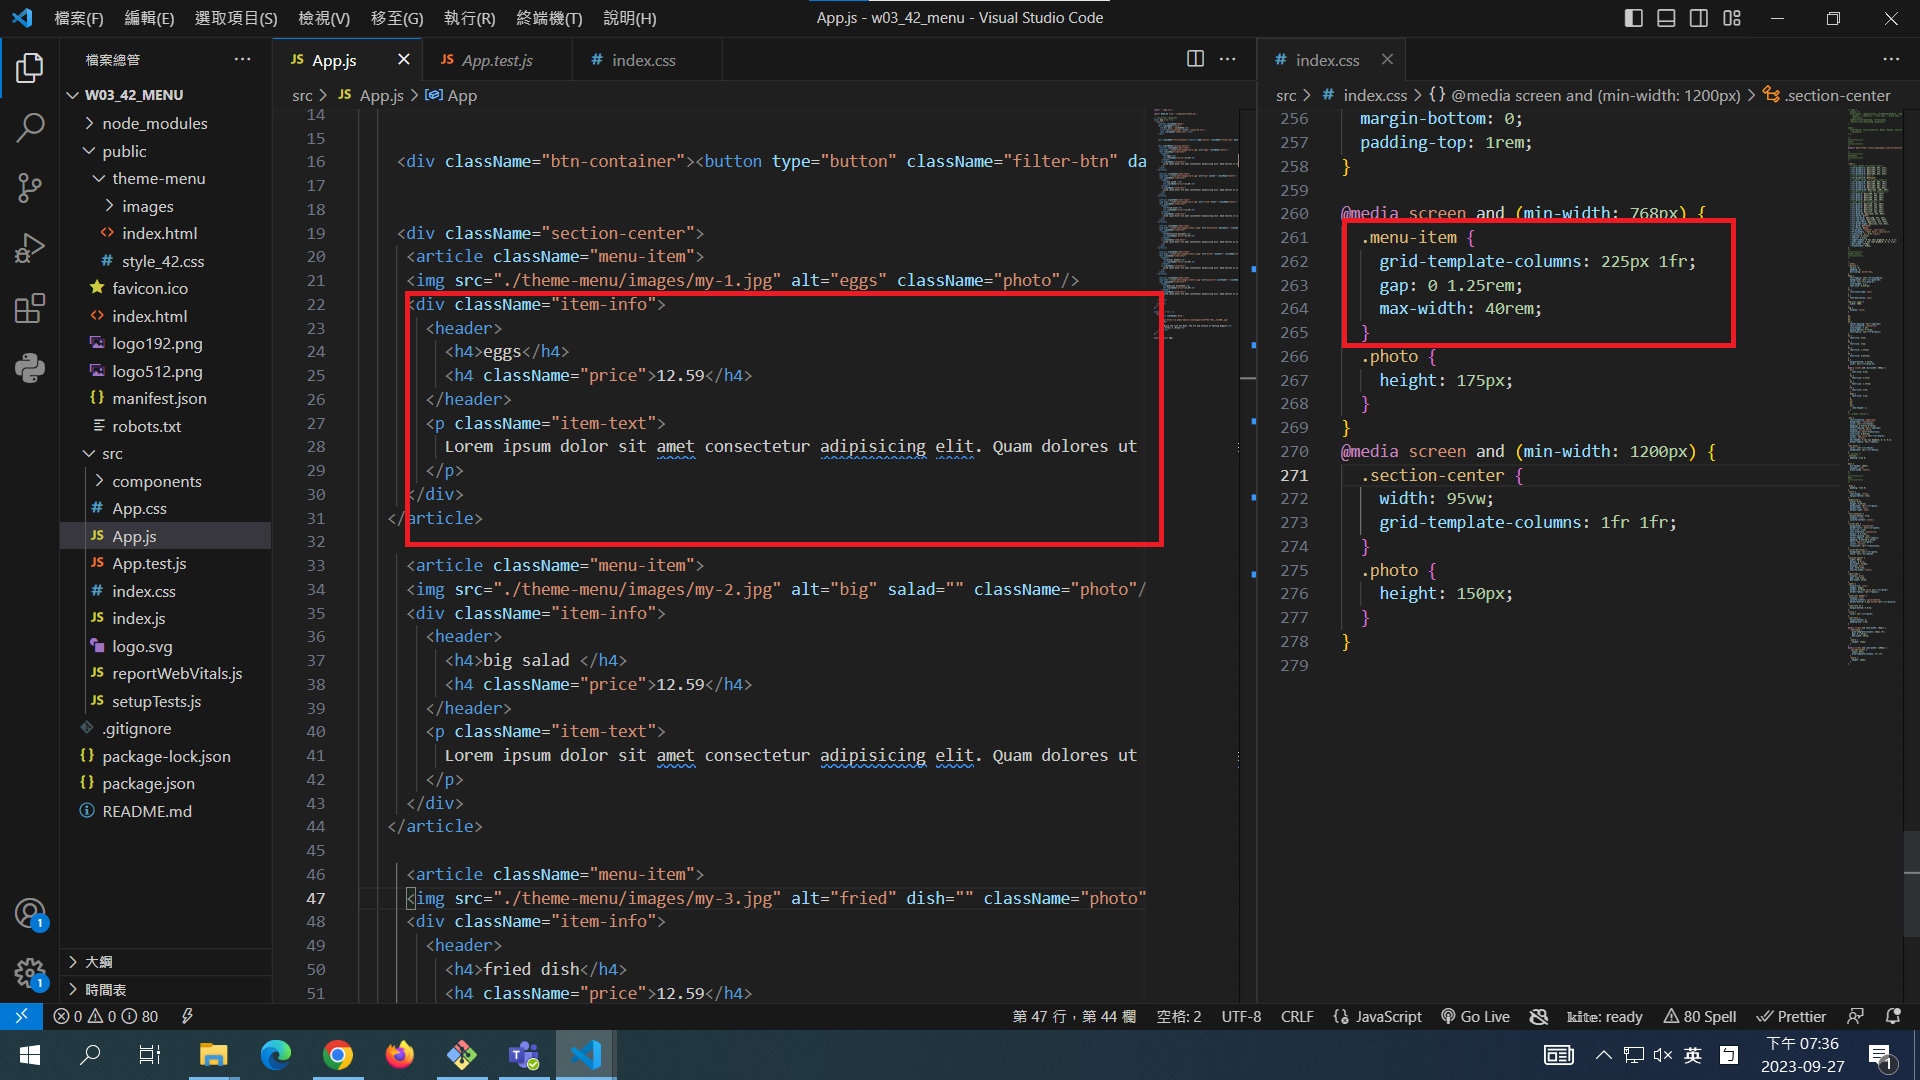 檔案(F) 編輯(E) 選取項目(S) 檢視(V) 移至(G) 執行(R) 終端機(T) 說明(H)
App.js - w03_42_menu - Visual Studio Code
檔案總管
W03_42_MENU
node_modules
public
theme-menu
images
index.html
style_42.css
favicon.ico
index.html
logo192.png
logo512.png
manifest.json
robots.txt
src
components
App.css
App.js
App.test.js
index.css
index.js
logo.svg
reportWebVitals.js
setupTests.js
.gitignore
package-lock.json
package.json
README.md
大綱
時間表
App.js App.test.js index.css
src > App.js > App
14
15
16 <div className="btn-container"><button type="button" className="filter-btn" da
17
18
19 <div className="section-center">
20 <article className="menu-item">
21 <img src="./theme-menu/images/my-1.jpg" alt="eggs" className="photo"/>
22 <div className="item-info">
23 <header>
24 <h4>eggs</h4>
25 <h4 className="price">12.59</h4>
26 </header>
27 <p className="item-text">
28 Lorem ipsum dolor sit amet consectetur adipisicing elit. Quam dolores ut
29 </p>
30 </div>
31 </article>
32
33 <article className="menu-item">
34 <img src="./theme-menu/images/my-2.jpg" alt="big" salad="" className="photo"/
35 <div className="item-info">
36 <header>
37 <h4>big salad </h4>
38 <h4 className="price">12.59</h4>
39 </header>
40 <p className="item-text">
41 Lorem ipsum dolor sit amet consectetur adipisicing elit. Quam dolores ut
42 </p>
43 </div>
44 </article>
45
46 <article className="menu-item">
47 <img src="./theme-menu/images/my-3.jpg" alt="fried" dish="" className="photo"
48 <div className="item-info">
49 <header>
50 <h4>fried dish</h4>
51 <h4 className="price">12.59</h4>
index.css
src > index.css > {} @media screen and (min-width: 1200px) > .section-center
256 margin-bottom: 0;
257 padding-top: 1rem;
258 }
259
260 @media screen and (min-width: 768px) {
261 .menu-item {
262 grid-template-columns: 225px 1fr;
263 gap: 0 1.25rem;
264 max-width: 40rem;
265 }
266 .photo {
267 height: 175px;
268 }
269 }
270 @media screen and (min-width: 1200px) {
271 .section-center {
272 width: 95vw;
273 grid-template-columns: 1fr 1fr;
274 }
275 .photo {
276 height: 150px;
277 }
278 }
279
0 0 80 第 47 行，第 44 欄 空格: 2 UTF-8 CRLF JavaScript Go Live kite: ready 80 Spell Prettier
英 下午 07:36
2023-09-27